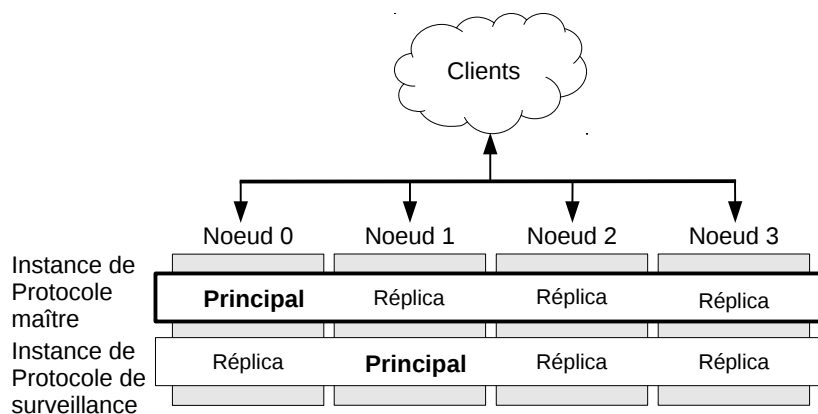 Clients
Noeud 0 Noeud 1 Noeud 2 Noeud 3
Instance de
Protocole
maître
Principal Réplica Réplica Réplica
Instance de
Protocole de
surveillance
Réplica Principal Réplica Réplica